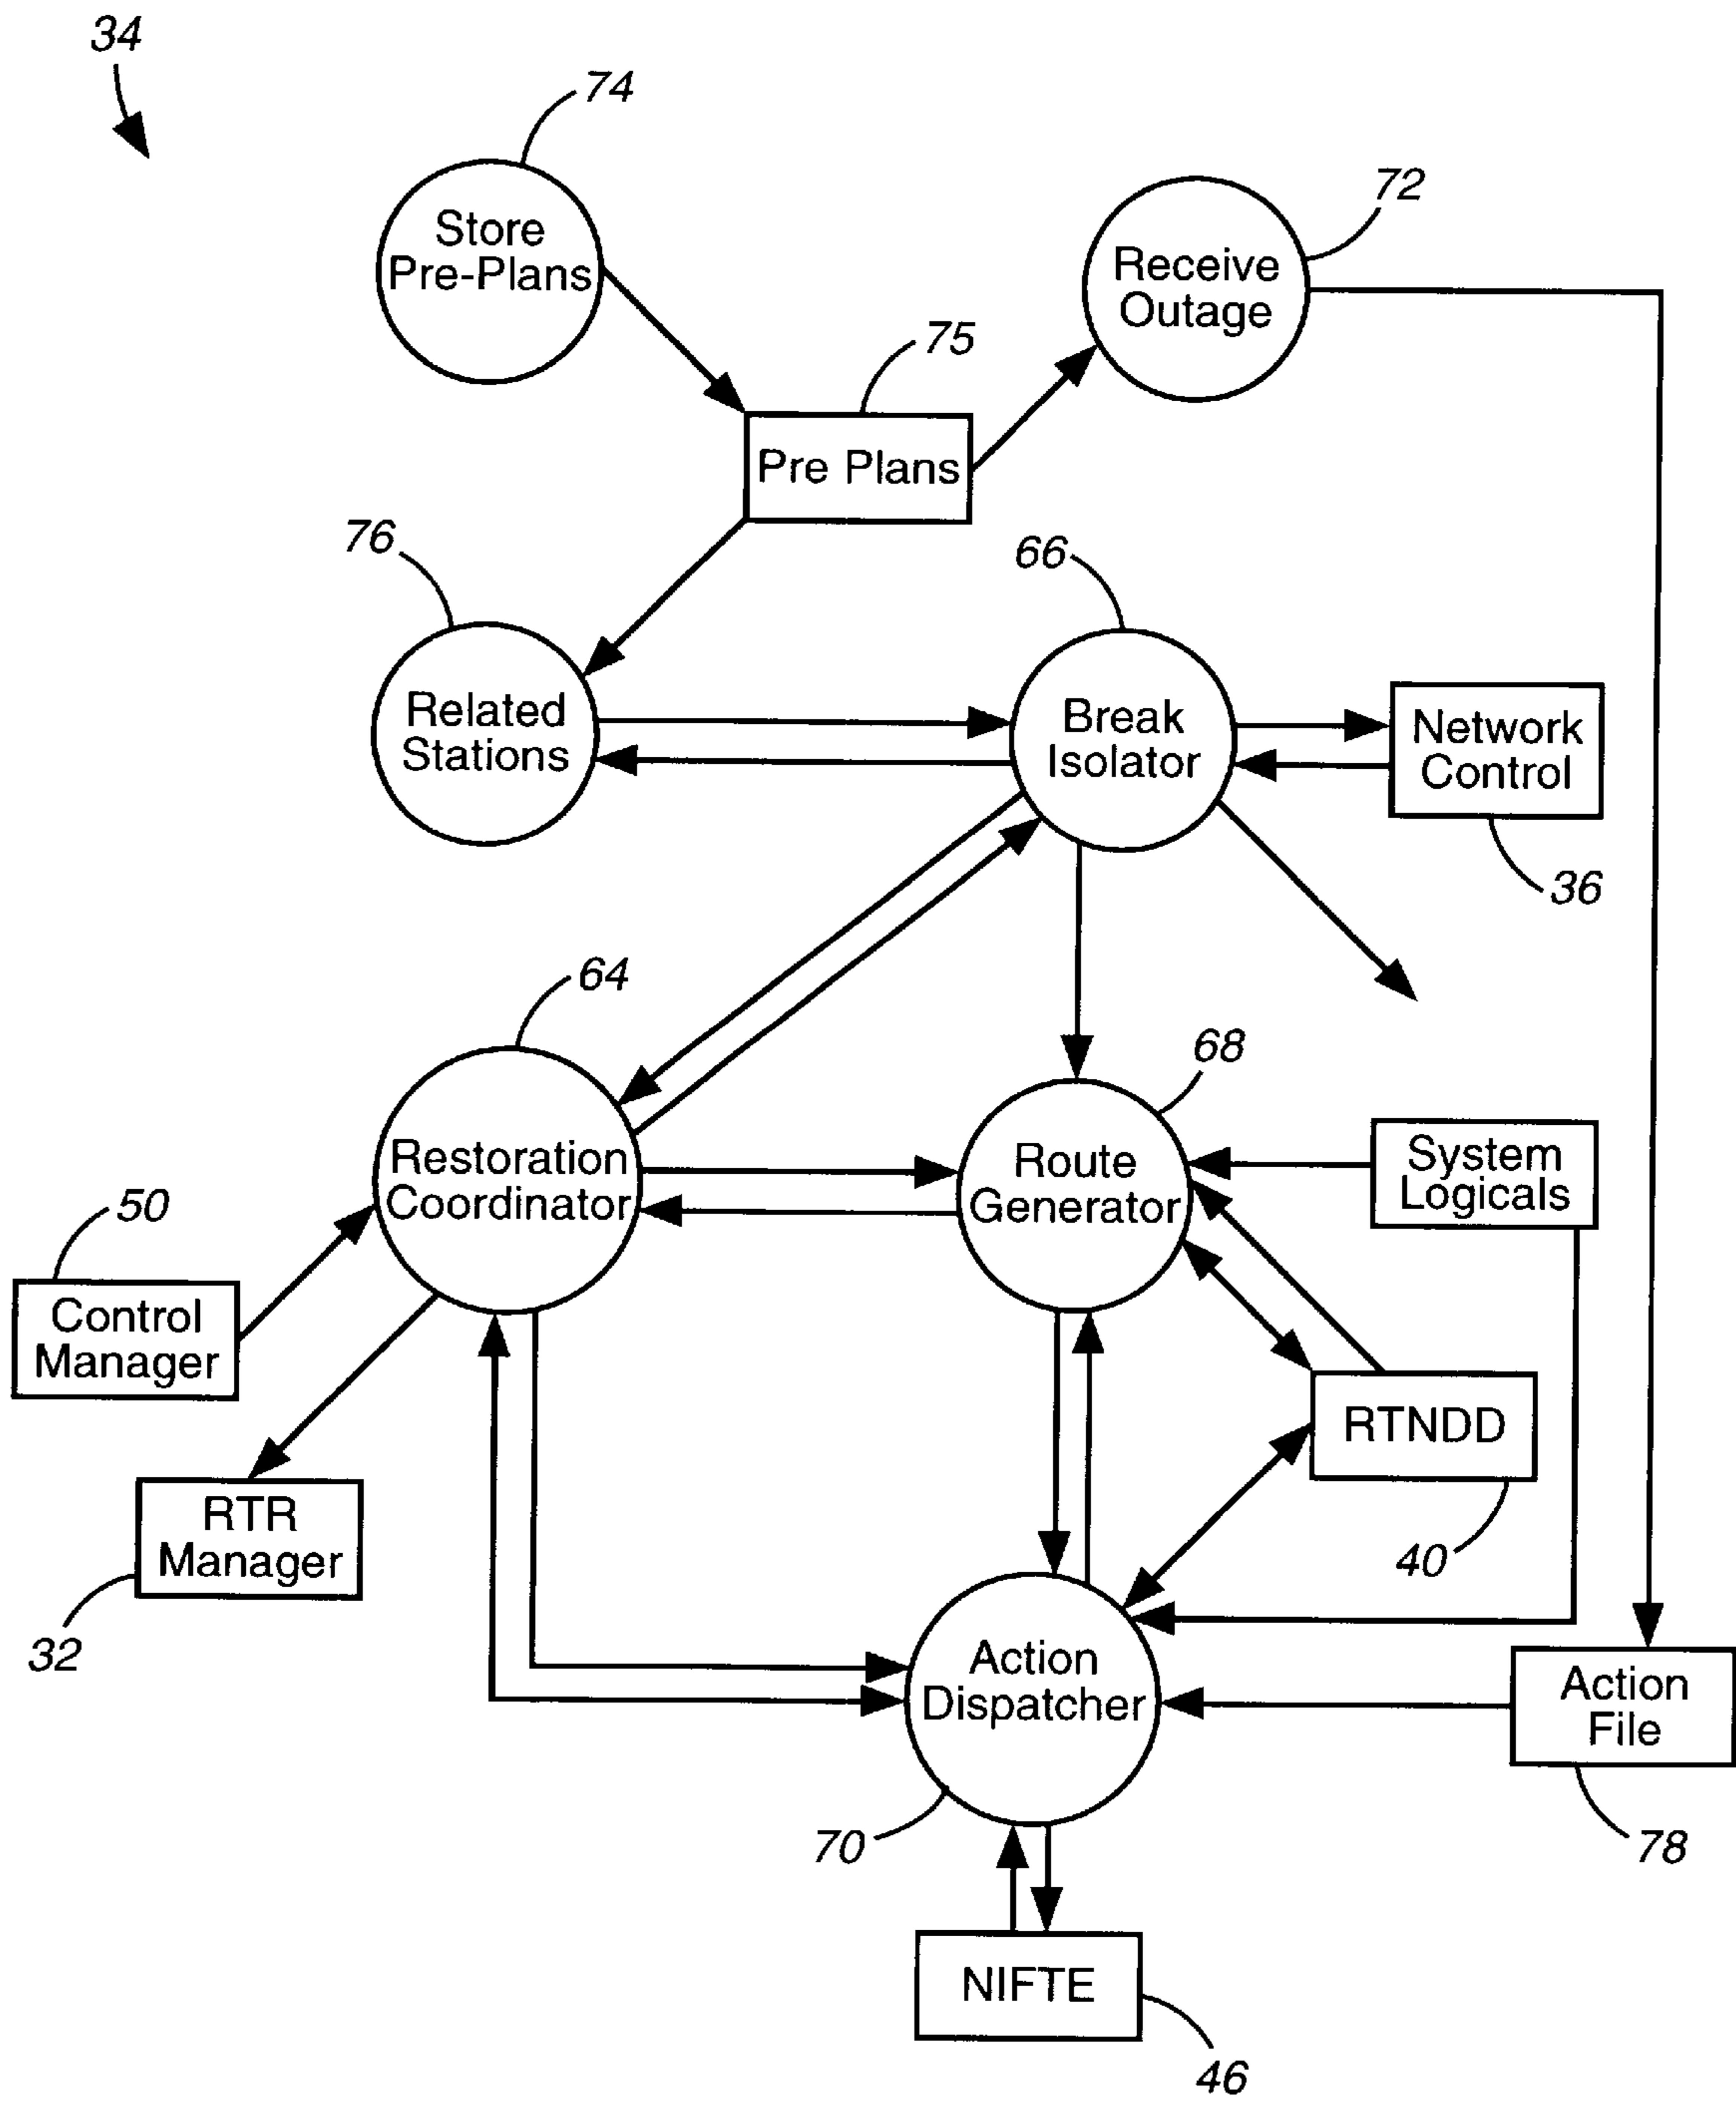 34
74
Store
Pre-Plans
72
Receive
Outage
75
Pre Plans
76
Related
Stations
66
Break
Isolator
Network
Control
36
64
Restoration
Coordinator
68
Route
Generator
System
Logicals
50
Control
Manager
RTR
Manager
32
RTNDD
40
Action
Dispatcher
70
Action
File
78
NIFTE
46